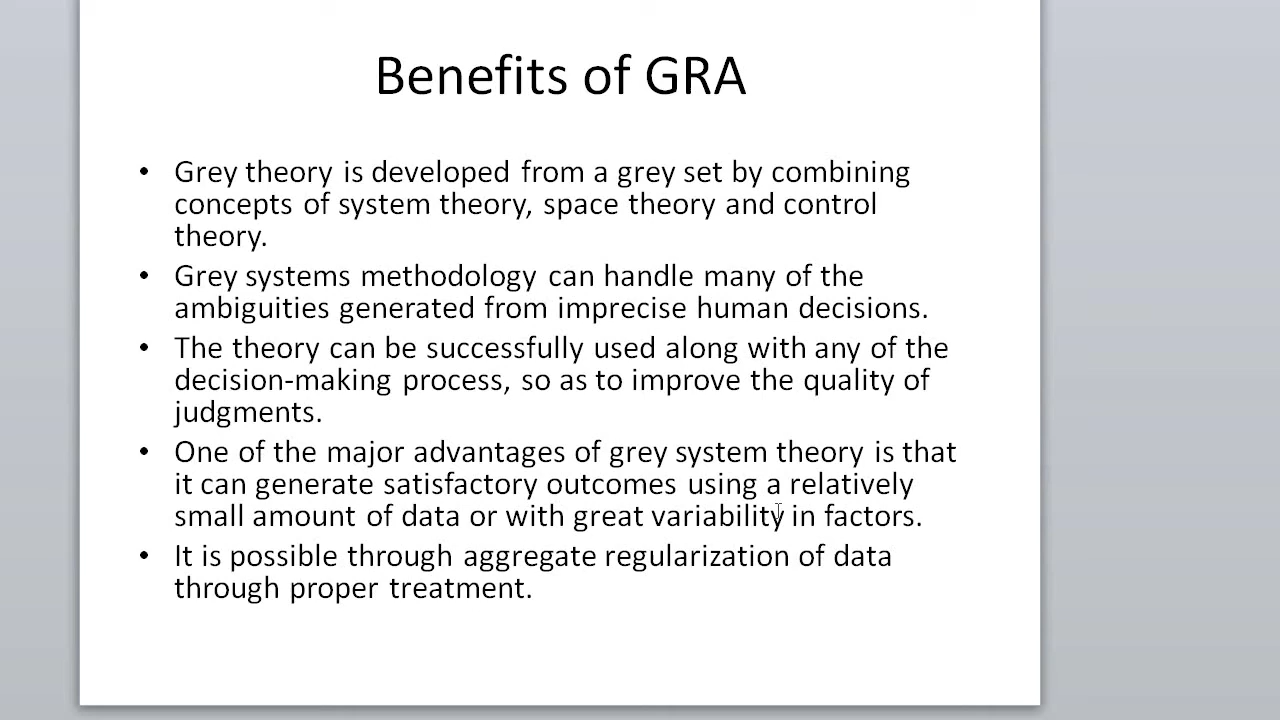 Benefits of GRA
• Grey theory is developed from a grey set by combining
concepts of system theory, space theory and control
theory.
• Grey systems methodology can handle many of the
ambiguities generated from imprecise human decisions.
• The theory can be successfully used along with any of the
decision-making process, so as to improve the quality of
judgments.
• One of the major advantages of grey system theory is that
it can generate satisfactory outcomes using a relatively
small amount of data or with great variability in factors.
• It is possible through aggregate regularization of data
through proper treatment.